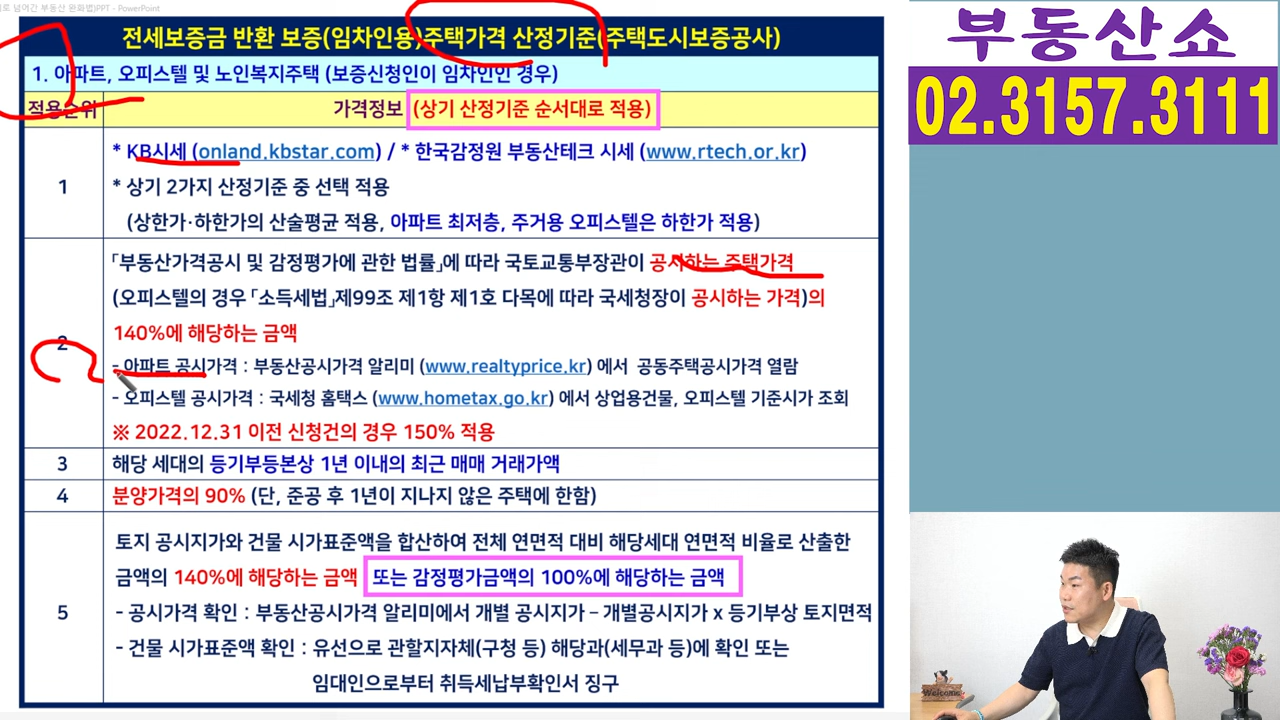 로 넘어간 부동산 완화법)PPT - PowerPoint
전세보증금 반환 보증(임차인용)주택가격 산정기준(주택도시보증공사)
1. 아파트, 오피스텔 및 노인복지주택 (보증신청인이 임차인인 경우)
적용순위 가격정보 (상기 산정기준 순서대로 적용)
1
* KB시세 (onland.kbstar.com) / * 한국감정원 부동산테크 시세 (www.rtech.or.kr)
* 상기 2가지 산정기준 중 선택 적용
(상한가·하한가의 산술평균 적용, 아파트 최저층, 주거용 오피스텔은 하한가 적용)
2
「부동산가격공시 및 감정평가에 관한 법률」에 따라 국토교통부장관이 공시하는 주택가격
(오피스텔의 경우 「소득세법」제99조 제1항 제1호 다목에 따라 국세청장이 공시하는 가격)의
140%에 해당하는 금액
- 아파트 공시가격 : 부동산공시가격 알리미 (www.realtyprice.kr) 에서 공동주택공시가격 열람
- 오피스텔 공시가격 : 국세청 홈택스 (www.hometax.go.kr) 에서 상업용건물, 오피스텔 기준시가 조회
※ 2022.12.31 이전 신청건의 경우 150% 적용
3 해당 세대의 등기부등본상 1년 이내의 최근 매매 거래가액
4 분양가격의 90% (단, 준공 후 1년이 지나지 않은 주택에 한함)
5
토지 공시지가와 건물 시가표준액을 합산하여 전체 연면적 대비 해당세대 연면적 비율로 산출한
금액의 140%에 해당하는 금액 또는 감정평가금액의 100%에 해당하는 금액
- 공시가격 확인 : 부동산공시가격 알리미에서 개별 공시지가 – 개별공시지가 x 등기부상 토지면적
- 건물 시가표준액 확인 : 유선으로 관할지자체(구청 등) 해당과(세무과 등)에 확인 또는
임대인으로부터 취득세납부확인서 징구
부동산쇼
02.3157.3111
Welcome